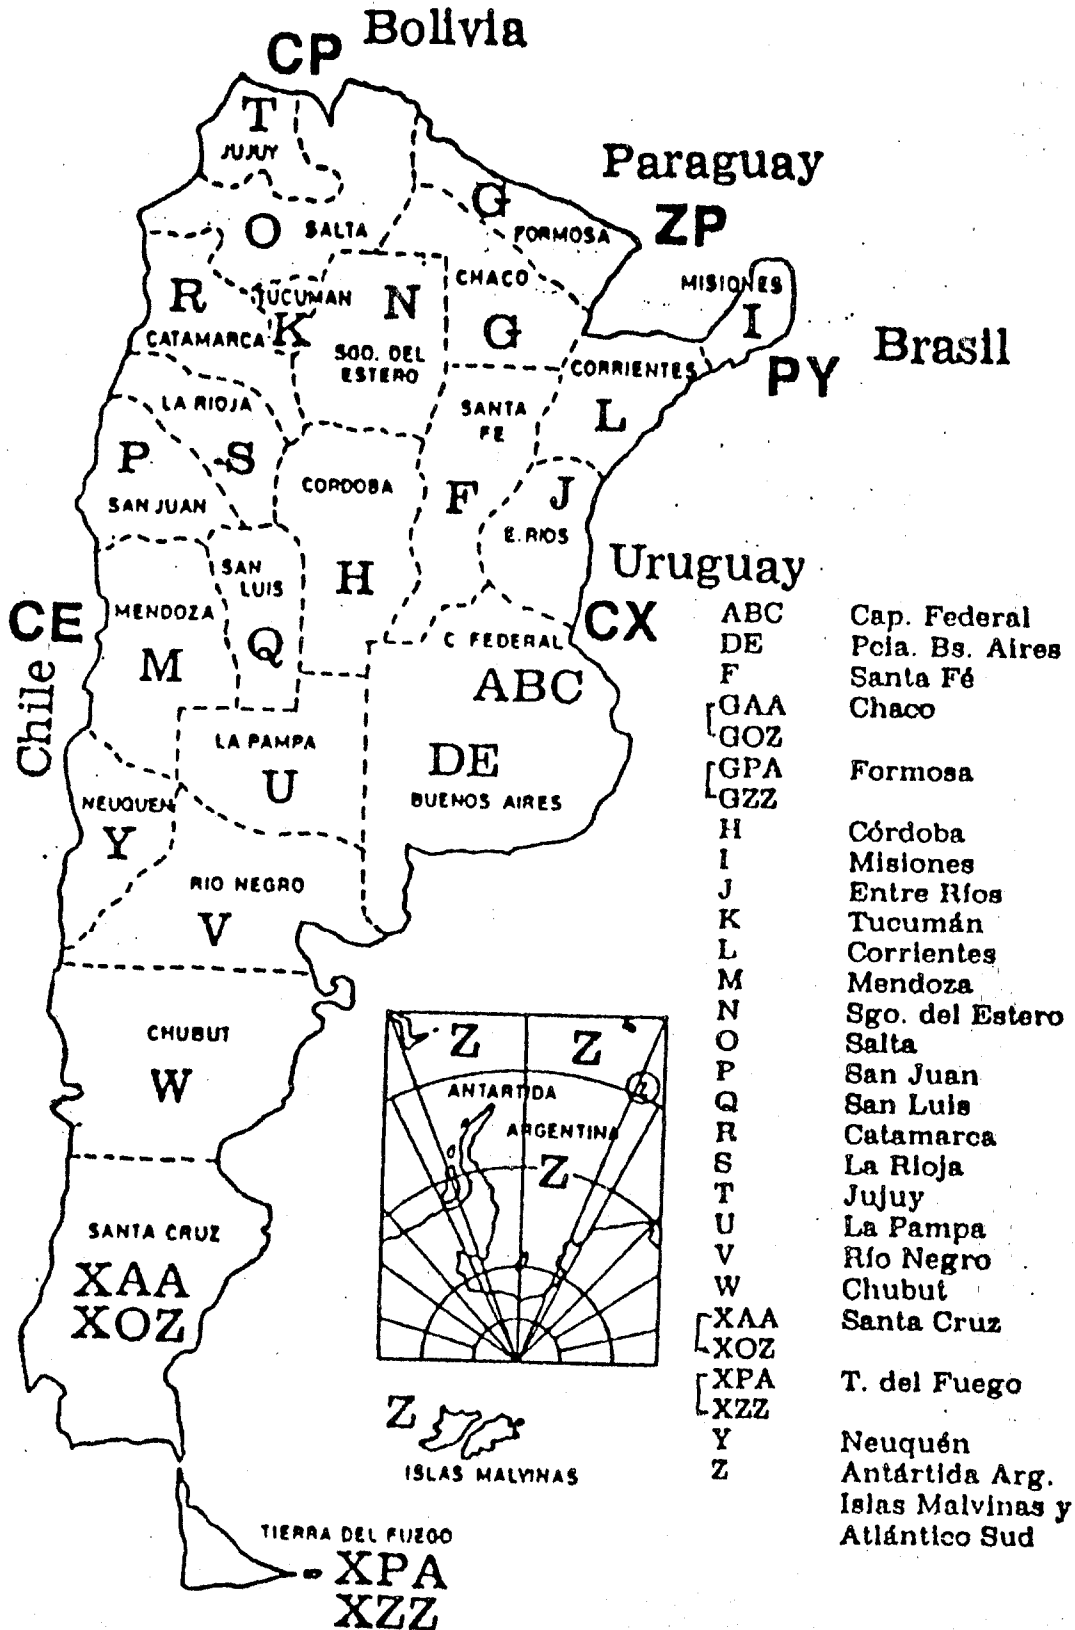 Bolivia
CP
T
JUJUY
Paraguay
G
ZP
O SALTA
FORMOSA
CHACO
MISIONES
R
TUCUMAN
N
I
K
G
CATAMARCA
Brasil
SGO. DEL
ESTERO
CORRIENTES
PY
LA RIOJA
SANTA
FE
L
P
S
CORDOBA
F
J
SAN JUAN
E. RIOS
Uruguay
SAN
LUIS
H
CE
MENDOZA
CX
C FEDERAL
Q
M
ABC
Chile
LA PAMPA
U
DE
BUENOS AIRES
NEUQUEN
Y
RIO NEGRO
V
CHUBUT
W
Z Z
ANTARTIDA
ARGENTINA
Z
SANTA CRUZ
XAA
XOZ
Z
ISLAS MALVINAS
TIERRA DEL FUEGO
XPA
XZZ
ABC Cap. Federal
DE Pcia. Bs. Aires
F Santa Fé
GAA Chaco
GOZ
GPA Formosa
GZZ
H Córdoba
I Misiones
J Entre Ríos
K Tucumán
L Corrientes
M Mendoza
N Sgo. del Estero
O Salta
P San Juan
Q San Luis
R Catamarca
S La Rioja
T Jujuy
U La Pampa
V Río Negro
W Chubut
XAA Santa Cruz
XOZ
XPA T. del Fuego
XZZ
Y Neuquén
Z Antártida Arg.
Islas Malvinas y
Atlántico Sud